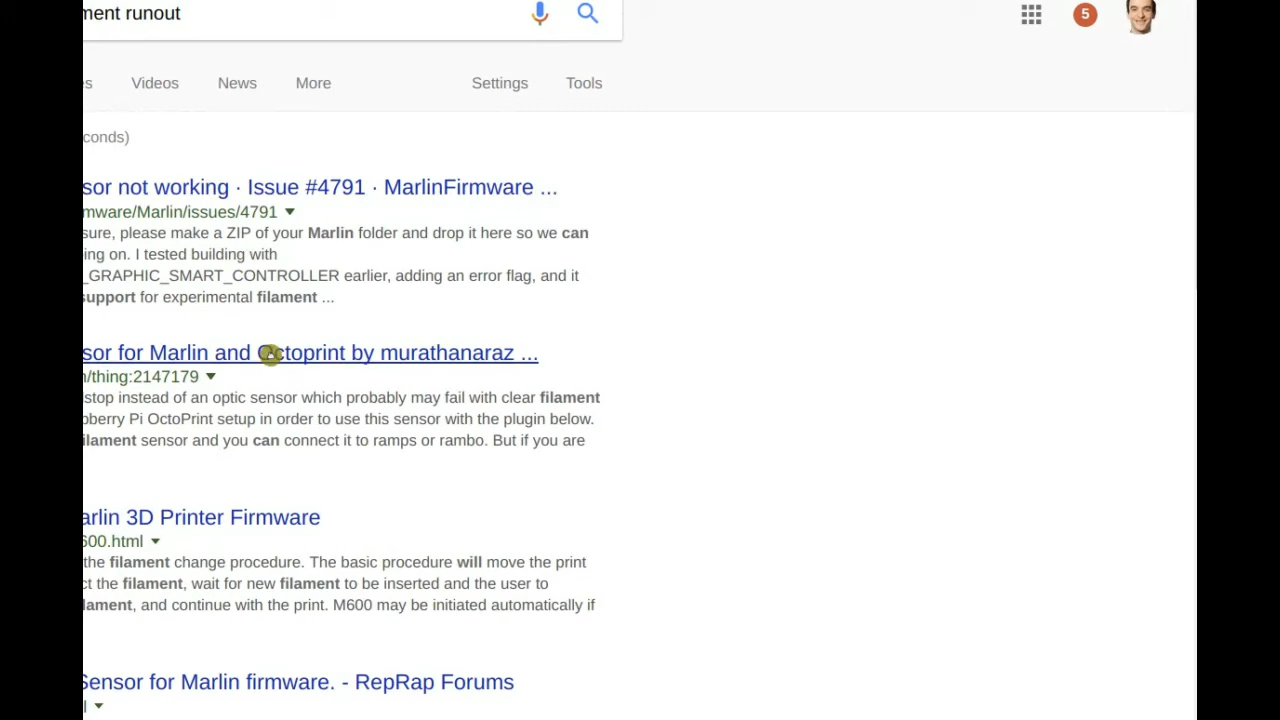 ment runout
5
es Videos News More Settings Tools
conds)
sor not working · Issue #4791 · MarlinFirmware ...
mware/Marlin/issues/4791
sure, please make a ZIP of your Marlin folder and drop it here so we can
ing on. I tested building with
_GRAPHIC_SMART_CONTROLLER earlier, adding an error flag, and it
support for experimental filament ...
sor for Marlin and Octoprint by murathanaraz ...
/thing:2147179
stop instead of an optic sensor which probably may fail with clear filament
pberry Pi OctoPrint setup in order to use this sensor with the plugin below.
filament sensor and you can connect it to ramps or rambo. But if you are
arlin 3D Printer Firmware
600.html
the filament change procedure. The basic procedure will move the print
ct the filament, wait for new filament to be inserted and the user to
lament, and continue with the print. M600 may be initiated automatically if
Sensor for Marlin firmware. - RepRap Forums
l